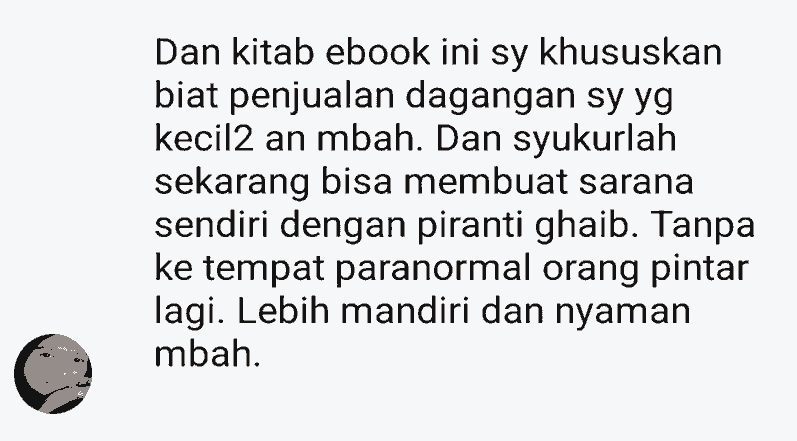 Dan kitab ebook ini sy khususkan
biat penjualan dagangan sy yg
kecil2 an mbah. Dan syukurlah
sekarang bisa membuat sarana
sendiri dengan piranti ghaib. Tanpa
ke tempat paranormal orang pintar
lagi. Lebih mandiri dan nyaman
mbah.